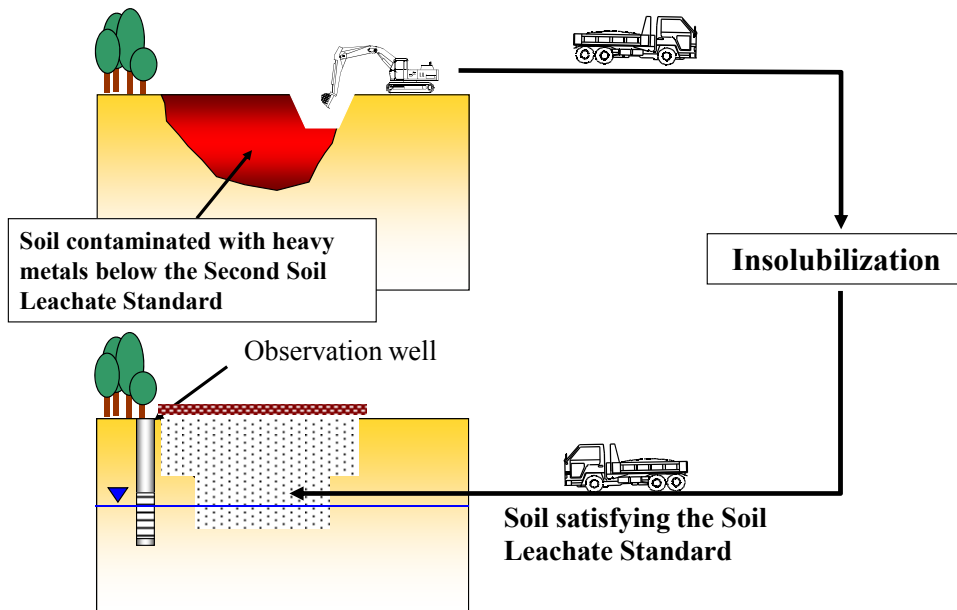 Soil contaminated with heavy
metals below the Second Soil
Leachate Standard
Insolubilization
Observation well
Soil satisfying the Soil
Leachate Standard